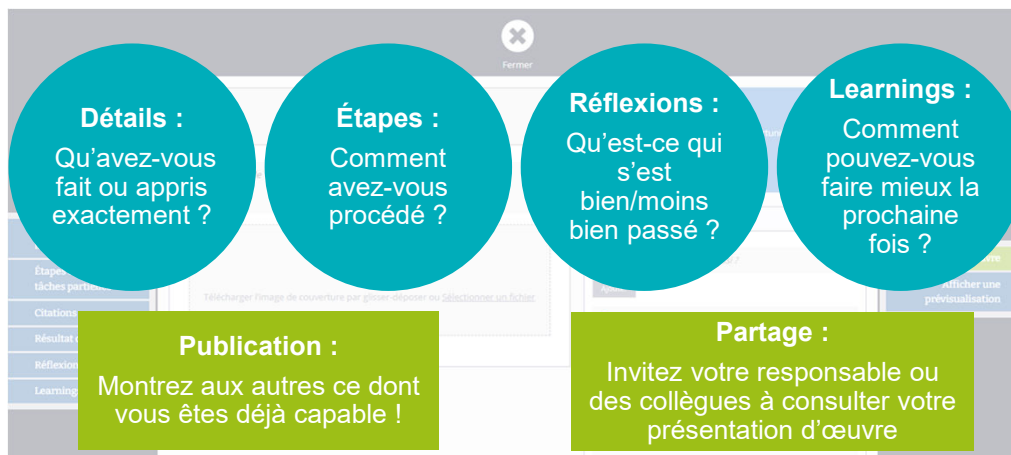 Fermer
Détails :
Qu'avez-vous
fait ou appris
exactement ?
Étapes :
Comment
avez-vous
procédé ?
Réflexions :
Qu'est-ce qui
s'est
bien/moins
bien passé ?
Learnings :
Comment
pouvez-vous
faire mieux la
prochaine
fois ?
Étapes
tâches
Citations
Résultat
Télécharger l'image de couverture par glisser-déposer ou Sélectionner un fichier
Afficher une
prévisualisation
Publication :
Montrez aux autres ce dont
vous êtes déjà capable !
Partage :
Invitez votre responsable ou
des collègues à consulter votre
présentation d'œuvre